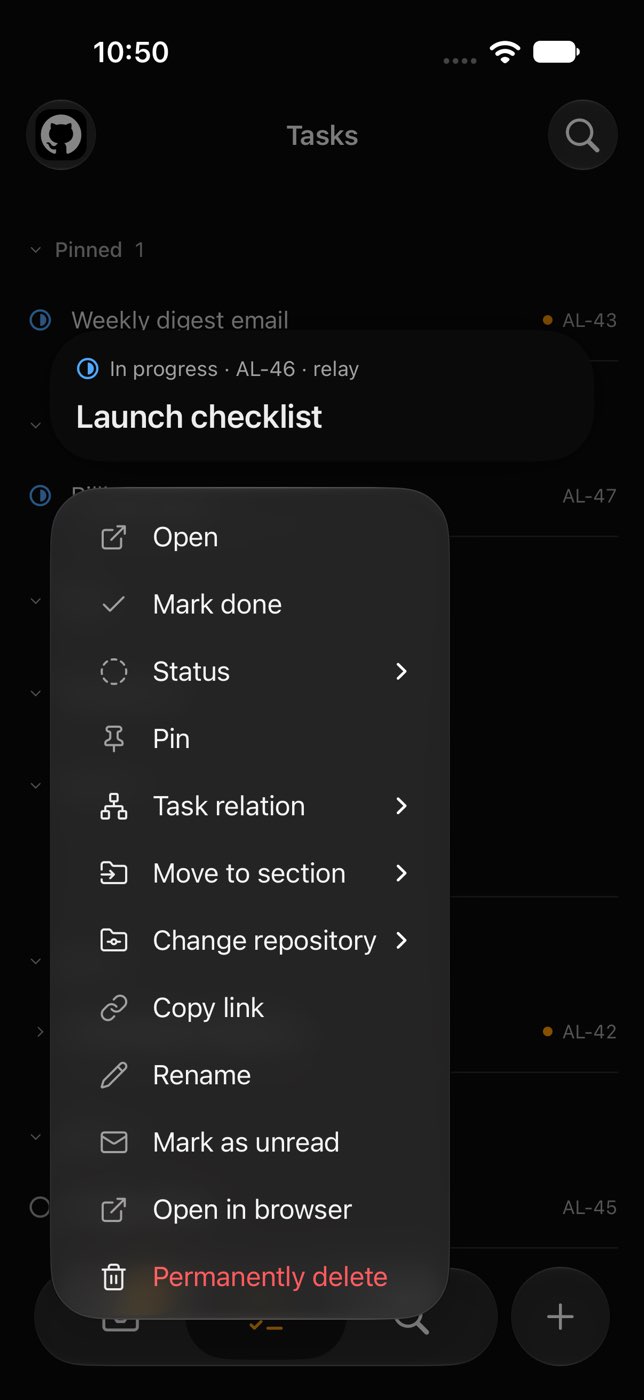 10:50
Tasks
Pinned 1
Weekly digest email AL-43
In progress · AL-46 · relay
Launch checklist
AL-47
Open
Mark done
Status
Pin
Task relation
Move to section
Change repository
Copy link
AL-42
Rename
Mark as unread
Open in browser
AL-45
Permanently delete